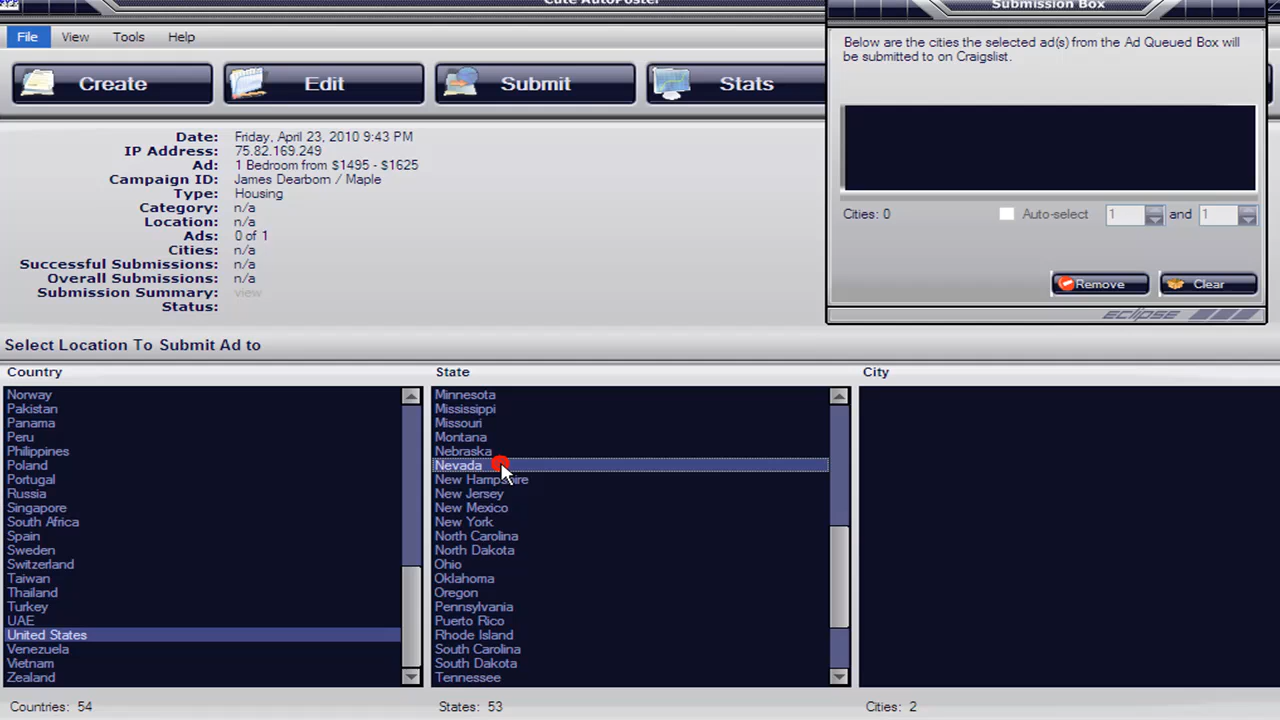 Cute AutoPoster
Submission Box
File View Tools Help
Below are the cities the selected ad(s) from the Ad Queued Box will
be submitted to on Craigslist.
Create Edit Submit Stats
Date: Friday, April 23, 2010 9:43 PM
IP Address: 75.82.169.249
Ad: 1 Bedroom from $1495 - $1625
Campaign ID: James Dearborn / Maple
Type: Housing
Category: n/a
Location: n/a
Ads: 0 of 1
Cities: n/a
Successful Submissions: n/a
Overall Submissions: n/a
Submission Summary: view
Status:
Cities: 0 Auto-select 1 and 1
Remove Clear
eclipse
Select Location To Submit Ad to
Country
Norway
Pakistan
Panama
Peru
Philippines
Poland
Portugal
Russia
Singapore
South Africa
Spain
Sweden
Switzerland
Taiwan
Thailand
Turkey
UAE
United States
Venezuela
Vietnam
Zealand
Countries: 54
State
Minnesota
Mississippi
Missouri
Montana
Nebraska
Nevada
New Hampshire
New Jersey
New Mexico
New York
North Carolina
North Dakota
Ohio
Oklahoma
Oregon
Pennsylvania
Puerto Rico
Rhode Island
South Carolina
South Dakota
Tennessee
States: 53
City
Cities: 2